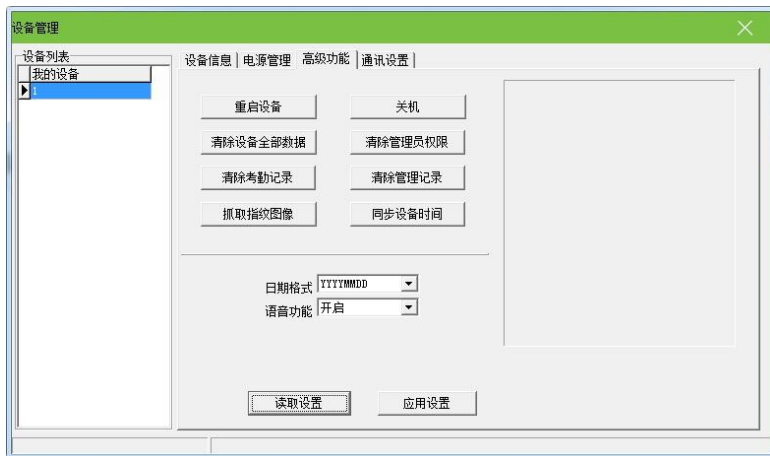 设备管理
设备列表
我的设备
1
设备信息 电源管理 高级功能 通讯设置
重启设备 关机
清除设备全部数据 清除管理员权限
清除考勤记录 清除管理记录
抓取指纹图像 同步设备时间
日期格式 YYYYMMDD
语音功能 开启
读取设置 应用设置